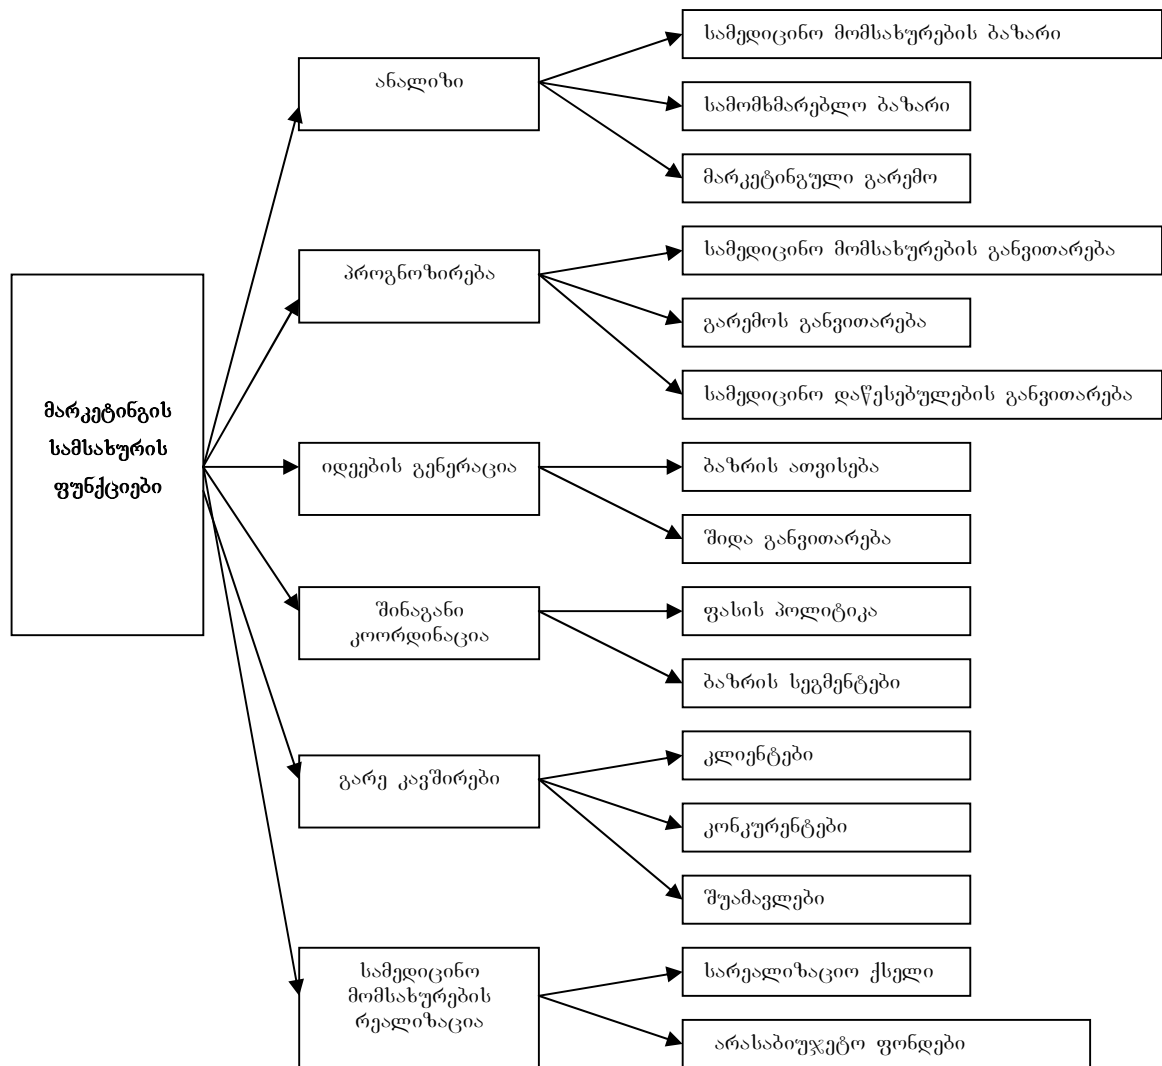 მარკეტინგის
სამსახურის
ფუნქციები
ანალიზი
სამედიცინო მომსახურების ბაზარი
სამომხმარებლო ბაზარი
მარკეტინგული გარემო
პროგნოზირება
სამედიცინო მომსახურების განვითარება
გარემოს განვითარება
სამედიცინო დაწესებულების განვითარება
იდეების გენერაცია
ბაზრის ათვისება
შიდა განვითარება
შინაგანი
კოორდინაცია
ფასის პოლიტიკა
ბაზრის სეგმენტები
გარე კავშირები
კლიენტები
კონკურენტები
შუამავლები
სამედიცინო
მომსახურების
რეალიზაცია
სარეალიზაციო ქსელი
არასაბიუჯეტო ფონდები